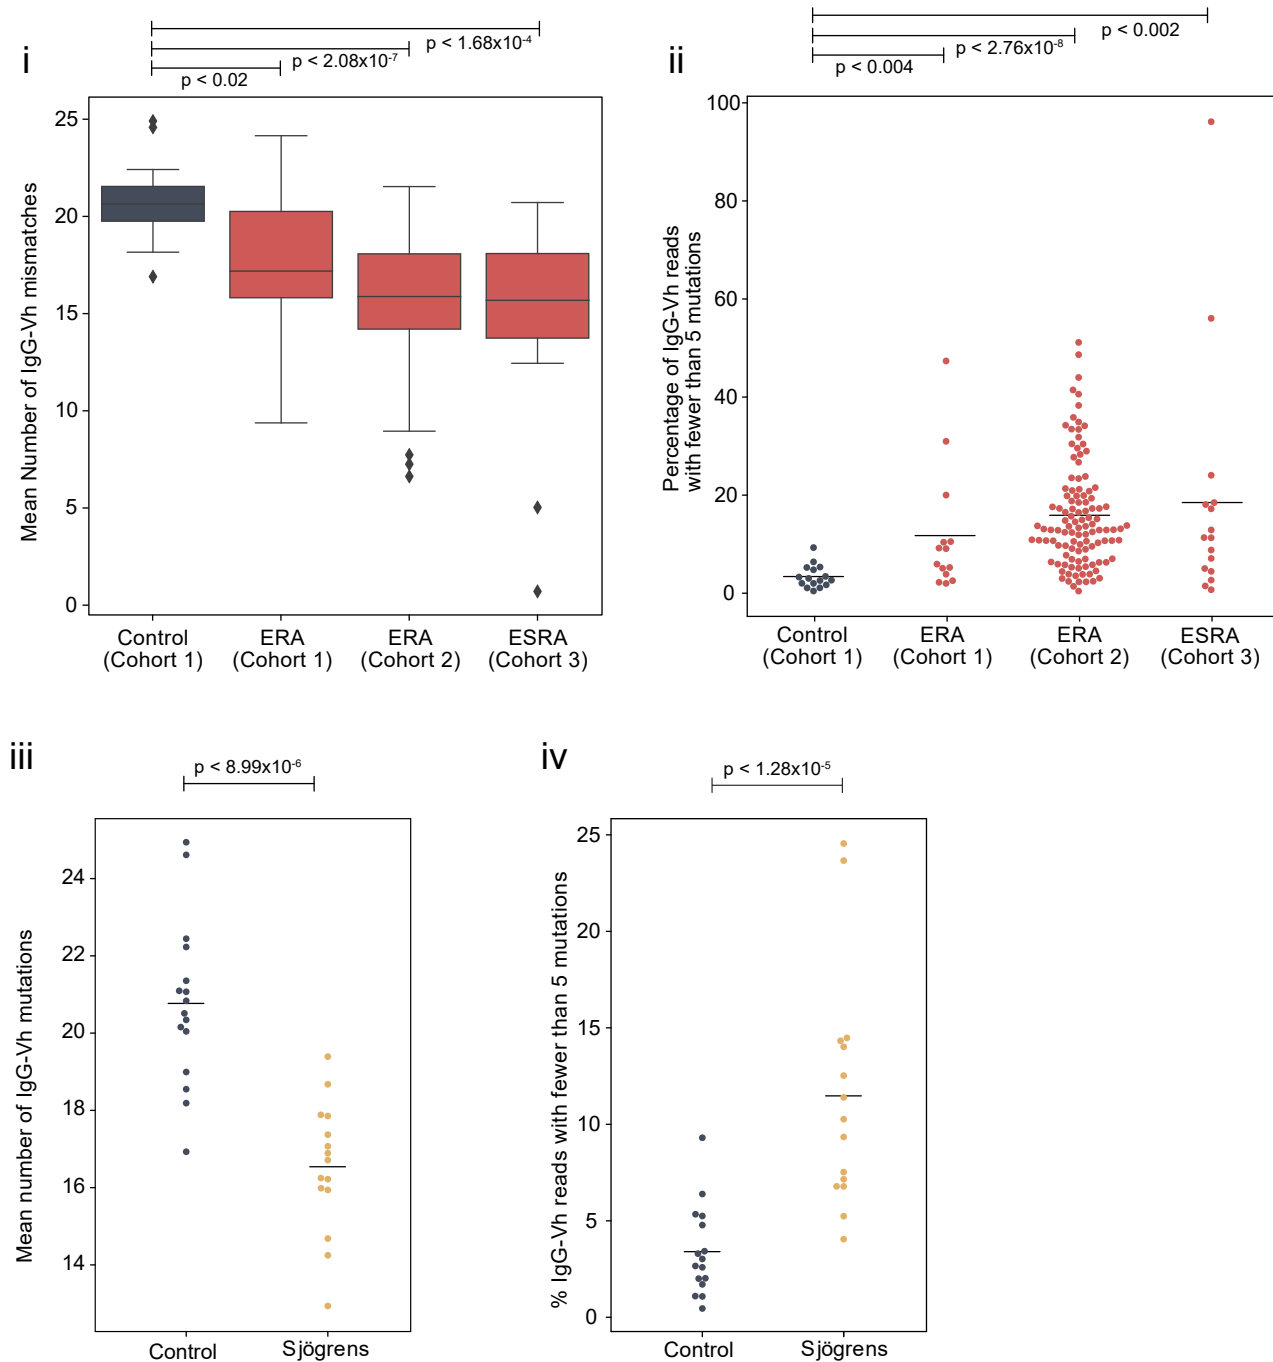 i
p < 1.68x10-4
p < 2.08x10-7
p < 0.02
Mean Number of IgG-Vh mismatches
25
20
15
10
5
0
Control
(Cohort 1)
ERA
(Cohort 1)
ERA
(Cohort 2)
ESRA
(Cohort 3)
ii
p < 0.002
p < 2.76x10-8
p < 0.004
Percentage of IgG-Vh reads
with fewer than 5 mutations
100
80
60
40
20
0
Control
(Cohort 1)
ERA
(Cohort 1)
ERA
(Cohort 2)
ESRA
(Cohort 3)
iii
p < 8.99x10-6
Mean number of IgG-Vh mutations
24
22
20
18
16
14
Control
Sjögrens
iv
p < 1.28x10-5
% IgG-Vh reads with fewer than 5 mutations
25
20
15
10
5
0
Control
Sjögrens